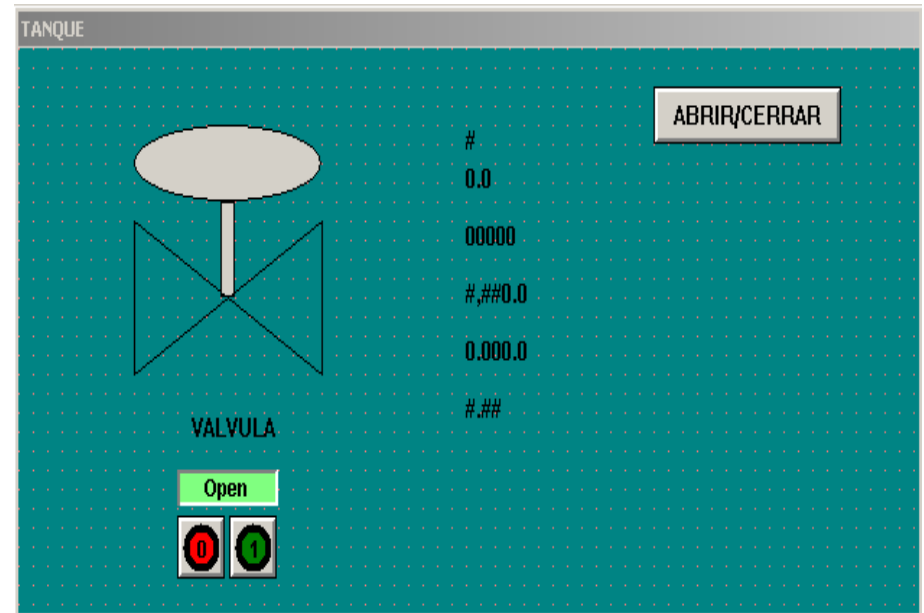 TANQUE
ABRIR/CERRAR
#
0.0
00000
#,##0.0
0.000.0
#.##
VALVULA
Open
0 1